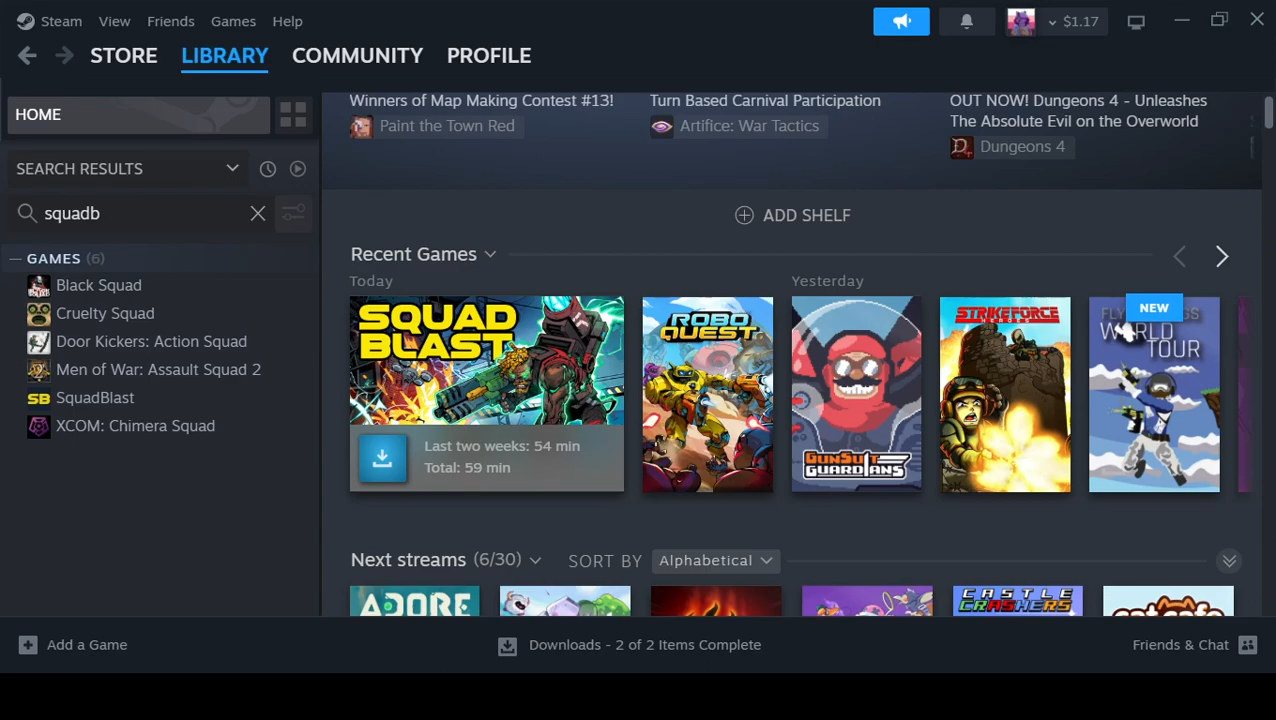 Steam View Friends Games Help
$1.17
STORE LIBRARY COMMUNITY PROFILE
HOME
SEARCH RESULTS
squadb
GAMES (6)
Black Squad
Cruelty Squad
Door Kickers: Action Squad
Men of War: Assault Squad 2
SB SquadBlast
XCOM: Chimera Squad
Winners of Map Making Contest #13!
Paint the Town Red
Turn Based Carnival Participation
Artifice: War Tactics
OUT NOW! Dungeons 4 - Unleashes
The Absolute Evil on the Overworld
Dungeons 4
ADD SHELF
Recent Games
Today
Yesterday
SQUAD
BLAST
Last two weeks: 54 min
Total: 59 min
ROBO
QUEST
GUNSUIT
GUARDIANS
STRIKEFORCE
NEW
WORLD
TOUR
Next streams (6/30) SORT BY Alphabetical
ADORE
CASTLE
CRASHERS
cat cafe
Add a Game
Downloads - 2 of 2 Items Complete
Friends & Chat